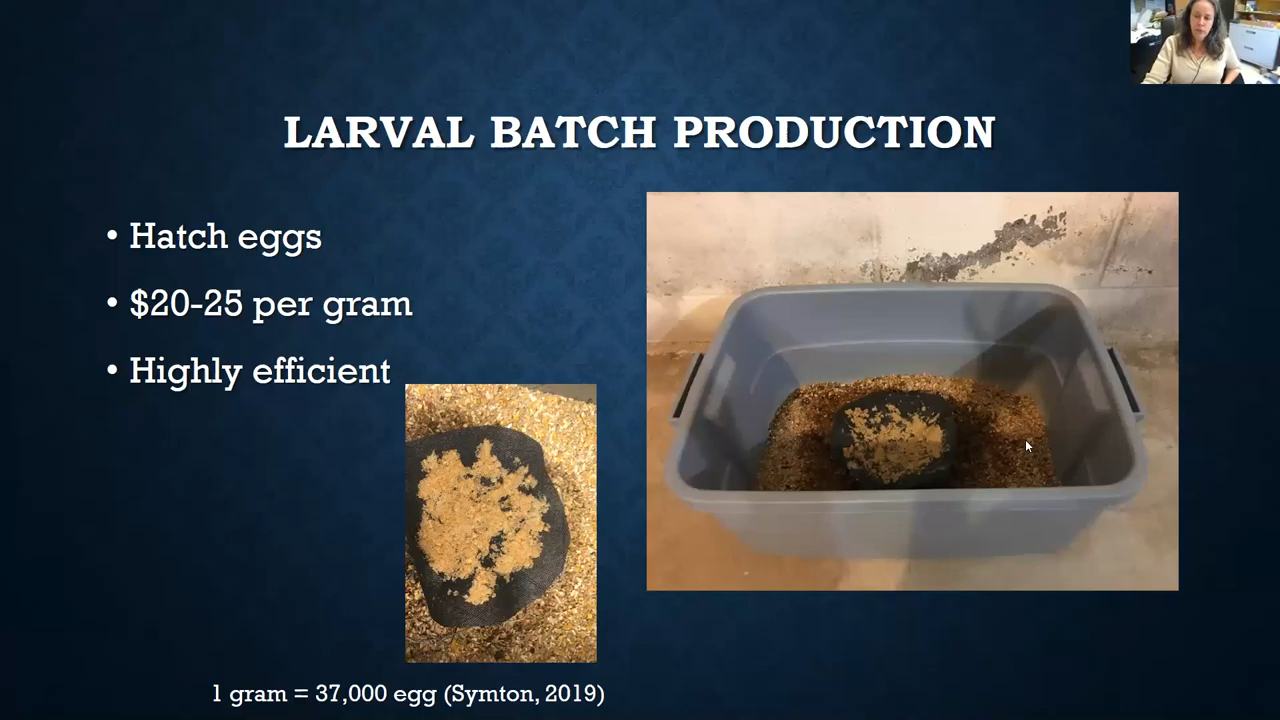 LARVAL BATCH PRODUCTION
• Hatch eggs
• $20-25 per gram
• Highly efficient
1 gram = 37,000 egg (Symton, 2019)